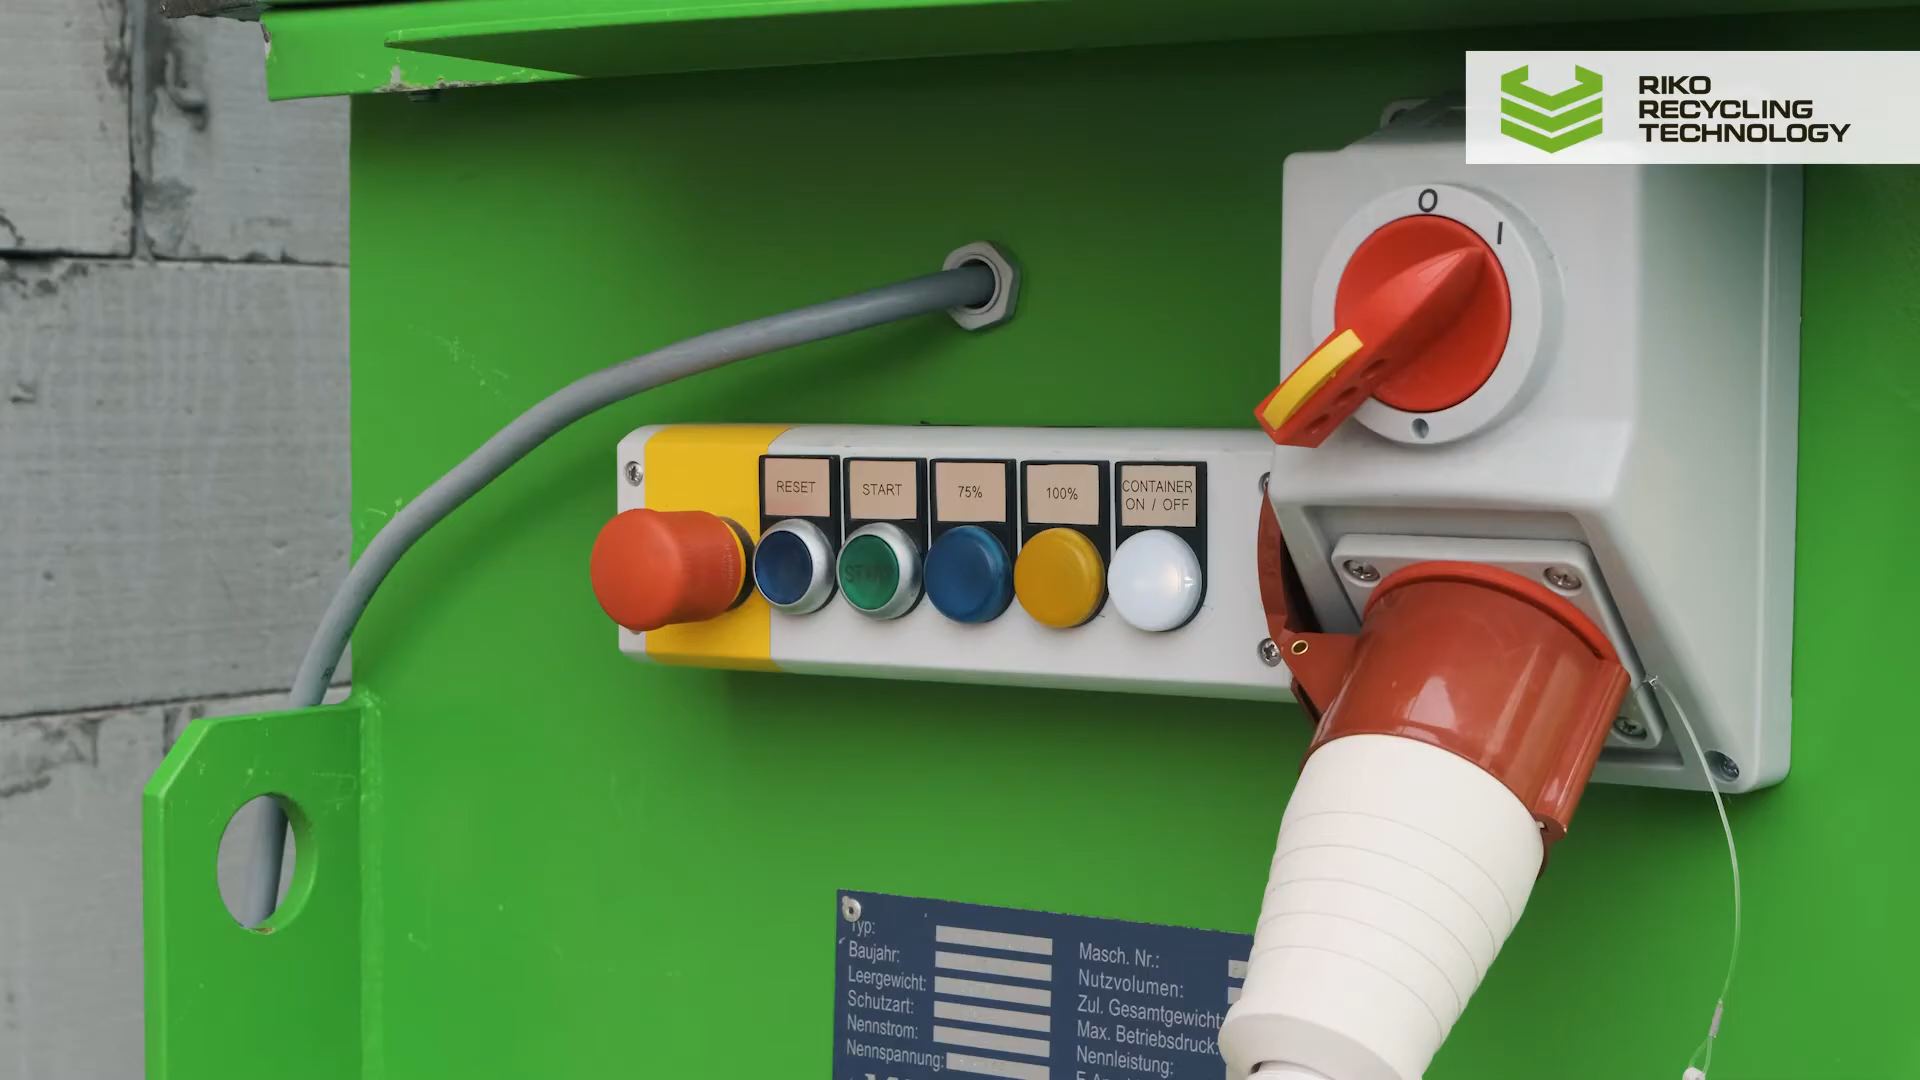 RIKO
RECYCLING
TECHNOLOGY
O
I
RESET
START
75%
100%
CONTAINER
ON / OFF
START
Typ:
Baujahr:
Leergewicht:
Schutzart:
Nennstrom:
Nennspannung:
Masch. Nr.:
Nutzvolumen:
Zul. Gesamtgewicht:
Max. Betriebsdruck:
Nennleistung: